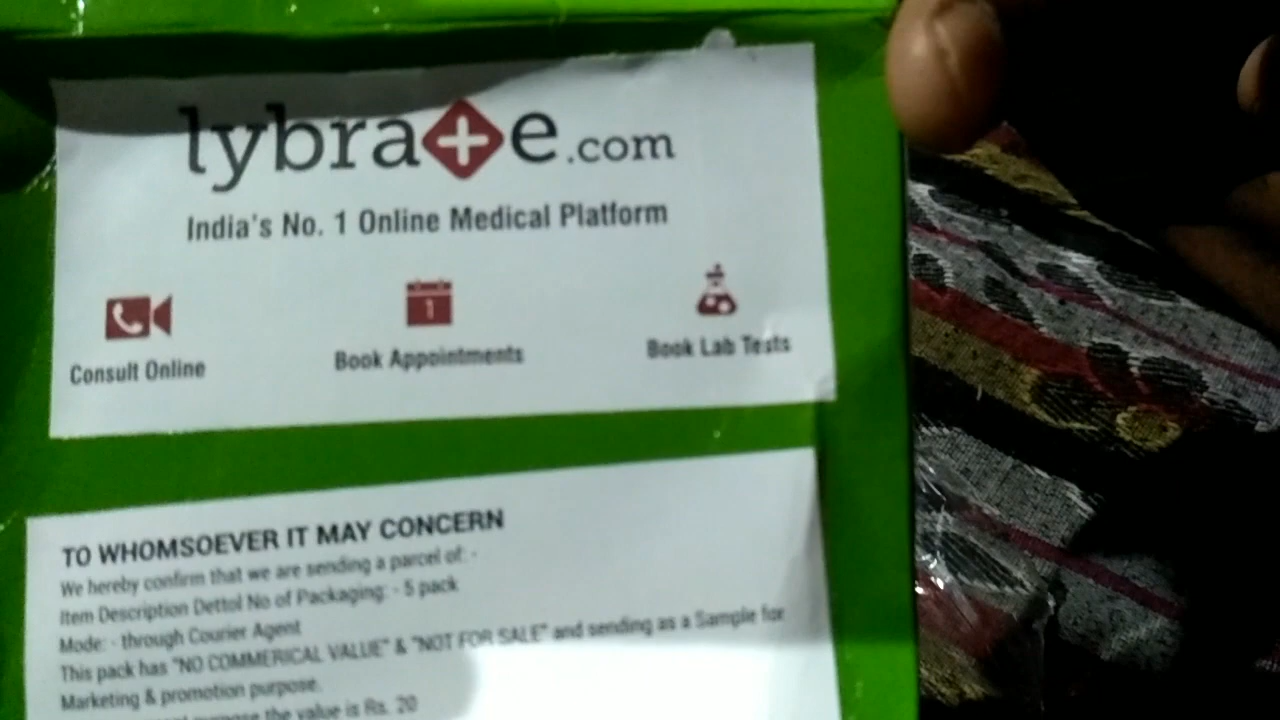 lybrate.com
India's No. 1 Online Medical Platform
1
Consult Online
Book Appointments
Book Lab Tests
TO WHOMSOEVER IT MAY CONCERN
We hereby confirm that we are sending a parcel of: -
Item Description Dettol No of Packaging: - 5 pack
Mode: - through Courier Agent
This pack has "NO COMMERICAL VALUE" & "NOT FOR SALE" and sending as a Sample for
Marketing & promotion purpose.
purpose the value is Rs. 20